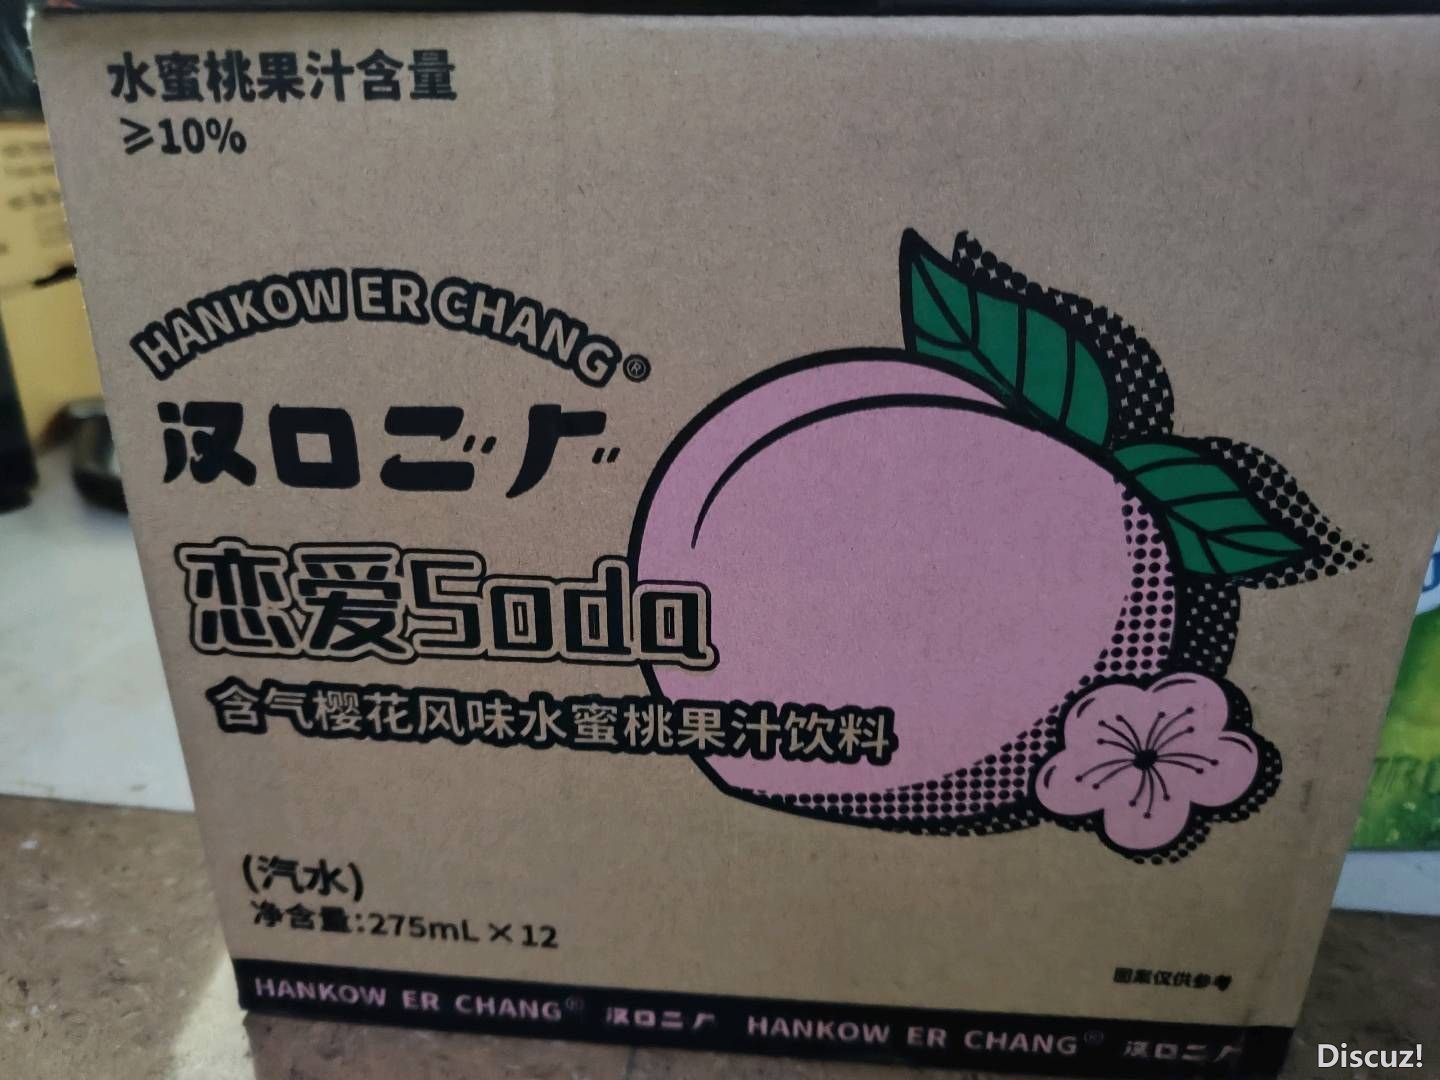 水蜜桃果汁含量
≥10%
HANKOW ER CHANG®
汉口二厂
恋爱Soda
含气樱花风味水蜜桃果汁饮料
(汽水)
净含量:275mL×12
图案仅供参考
HANKOW ER CHANG® 汉口二厂 HANKOW ER CHANG® 汉口二厂
Discuz!